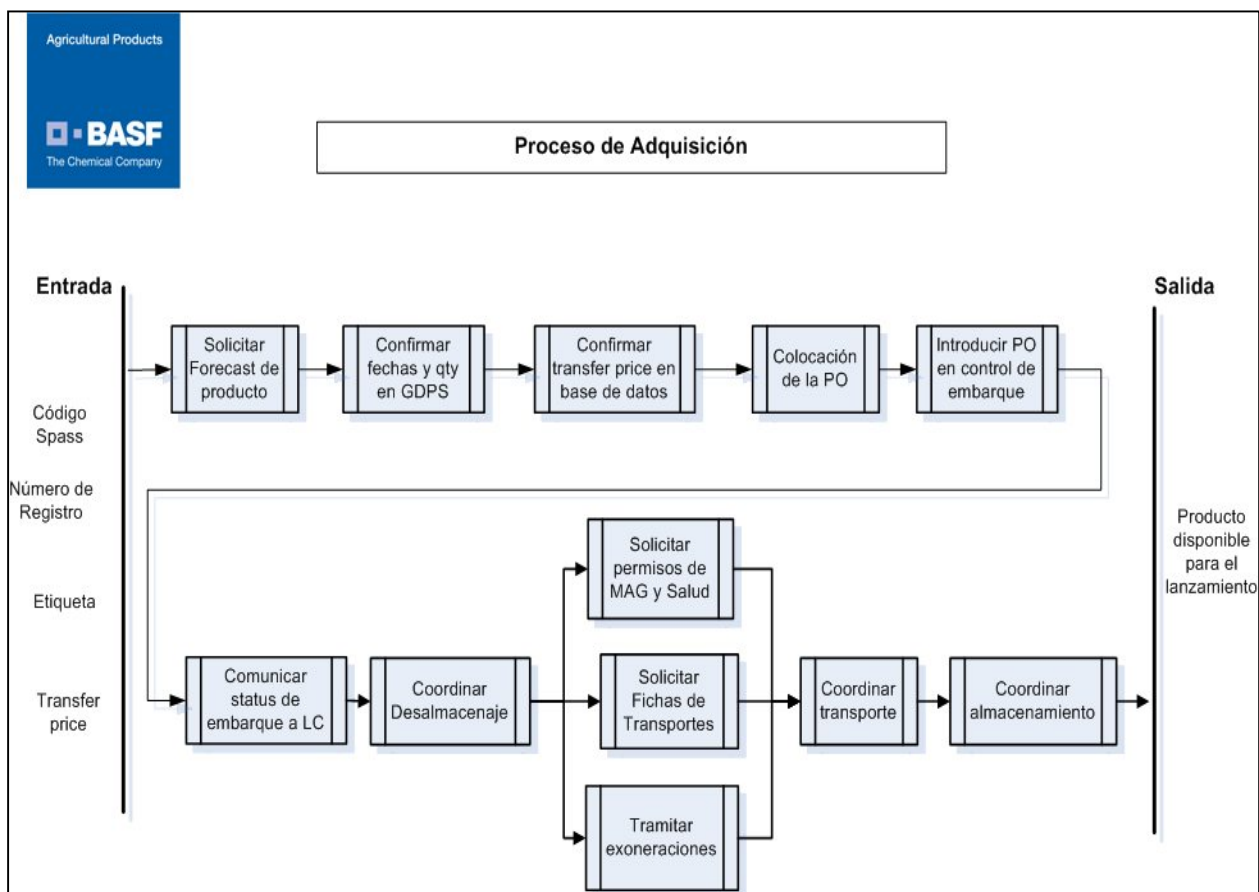 Agricultural Products
BASF
The Chemical Company
Proceso de Adquisición
Entrada
Salida
Solicitar
Forecast de
producto
Confirmar
fechas y qty
en GDPS
Confirmar
transfer price en
base de datos
Colocación
de la PO
Introducir PO
en control de
embarque
Código
Spass
Número de
Registro
Etiqueta
Transfer
price
Comunicar
status de
embarque a LC
Coordinar
Desalmacenaje
Solicitar
permisos de
MAG y Salud
Solicitar
Fichas de
Transportes
Tramitar
exoneraciones
Coordinar
transporte
Coordinar
almacenamiento
Producto
disponible
para el
lanzamiento